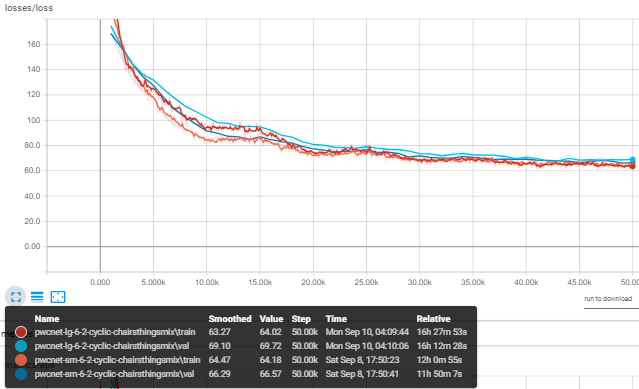 losses/loss
160
140
120
100
80.0
60.0
40.0
20.0
0.00
0.000 5.000k 10.00k 15.00k 20.00k 25.00k 30.00k 35.00k 40.00k 45.00k 50.00
run to download
Name Smoothed Value Step Time Relative
pwcnet-lg-6-2-cyclic-chairsthingsmix\train 63.27 64.02 50.00k Mon Sep 10, 04:09:44 16h 27m 53s
pwcnet-lg-6-2-cyclic-chairsthingsmix\val 69.10 69.72 50.00k Mon Sep 10, 04:10:06 16h 12m 28s
pwcnet-sm-6-2-cyclic-chairsthingsmix\train 64.47 64.18 50.00k Sat Sep 8, 17:50:23 12h 0m 55s
pwcnet-sm-6-2-cyclic-chairsthingsmix\val 66.29 66.57 50.00k Sat Sep 8, 17:50:41 11h 50m 7s